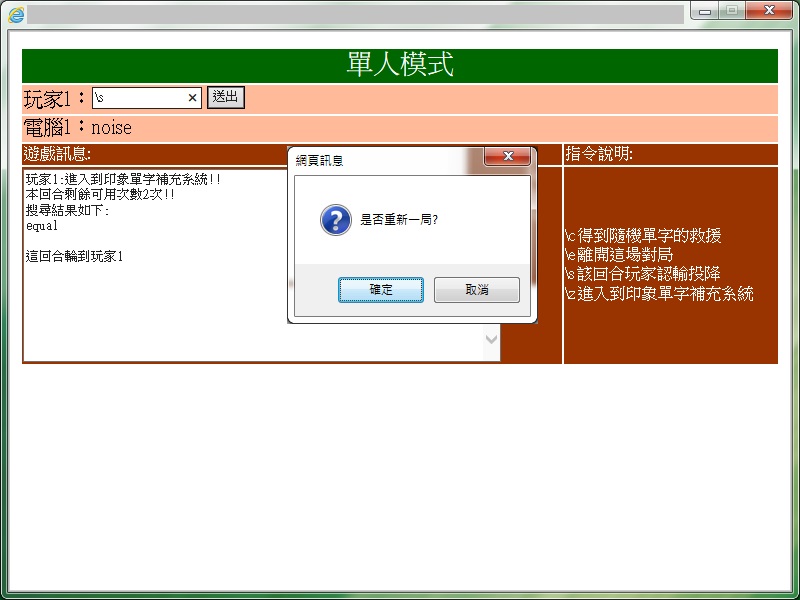 單人模式
玩家1：\s
送出
電腦1：noise
遊戲訊息:
指令說明:
玩家1:進入到印象單字補充系統!!
本回合剩餘可用次數2次!!
搜尋結果如下:
equal
這回合輪到玩家1
網頁訊息
是否重新一局?
確定
取消
\c得到隨機單字的救援
\e離開這場對局
\s該回合玩家認輸投降
\z進入到印象單字補充系統